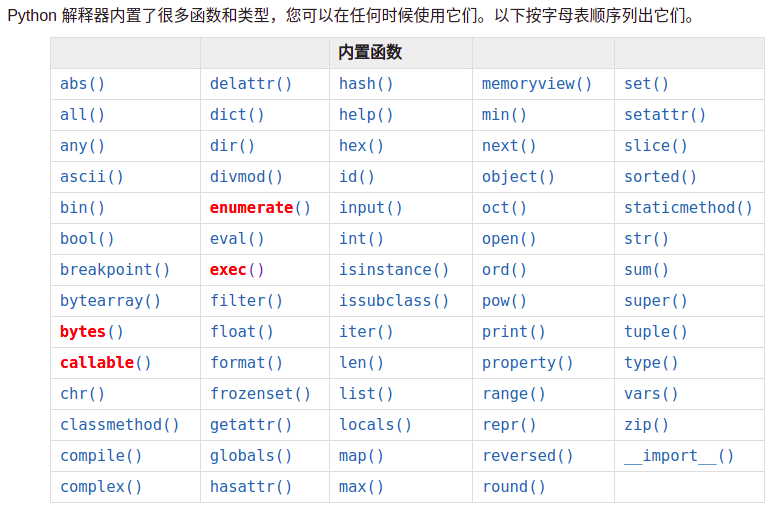 Python 解释器内置了很多函数和类型，您可以在任何时候使用它们。以下按字母表顺序列出它们。
内置函数
abs() delattr() hash() memoryview() set()
all() dict() help() min() setattr()
any() dir() hex() next() slice()
ascii() divmod() id() object() sorted()
bin() enumerate() input() oct() staticmethod()
bool() eval() int() open() str()
breakpoint() exec() isinstance() ord() sum()
bytearray() filter() issubclass() pow() super()
bytes() float() iter() print() tuple()
callable() format() len() property() type()
chr() frozenset() list() range() vars()
classmethod() getattr() locals() repr() zip()
compile() globals() map() reversed() __import__()
complex() hasattr() max() round()